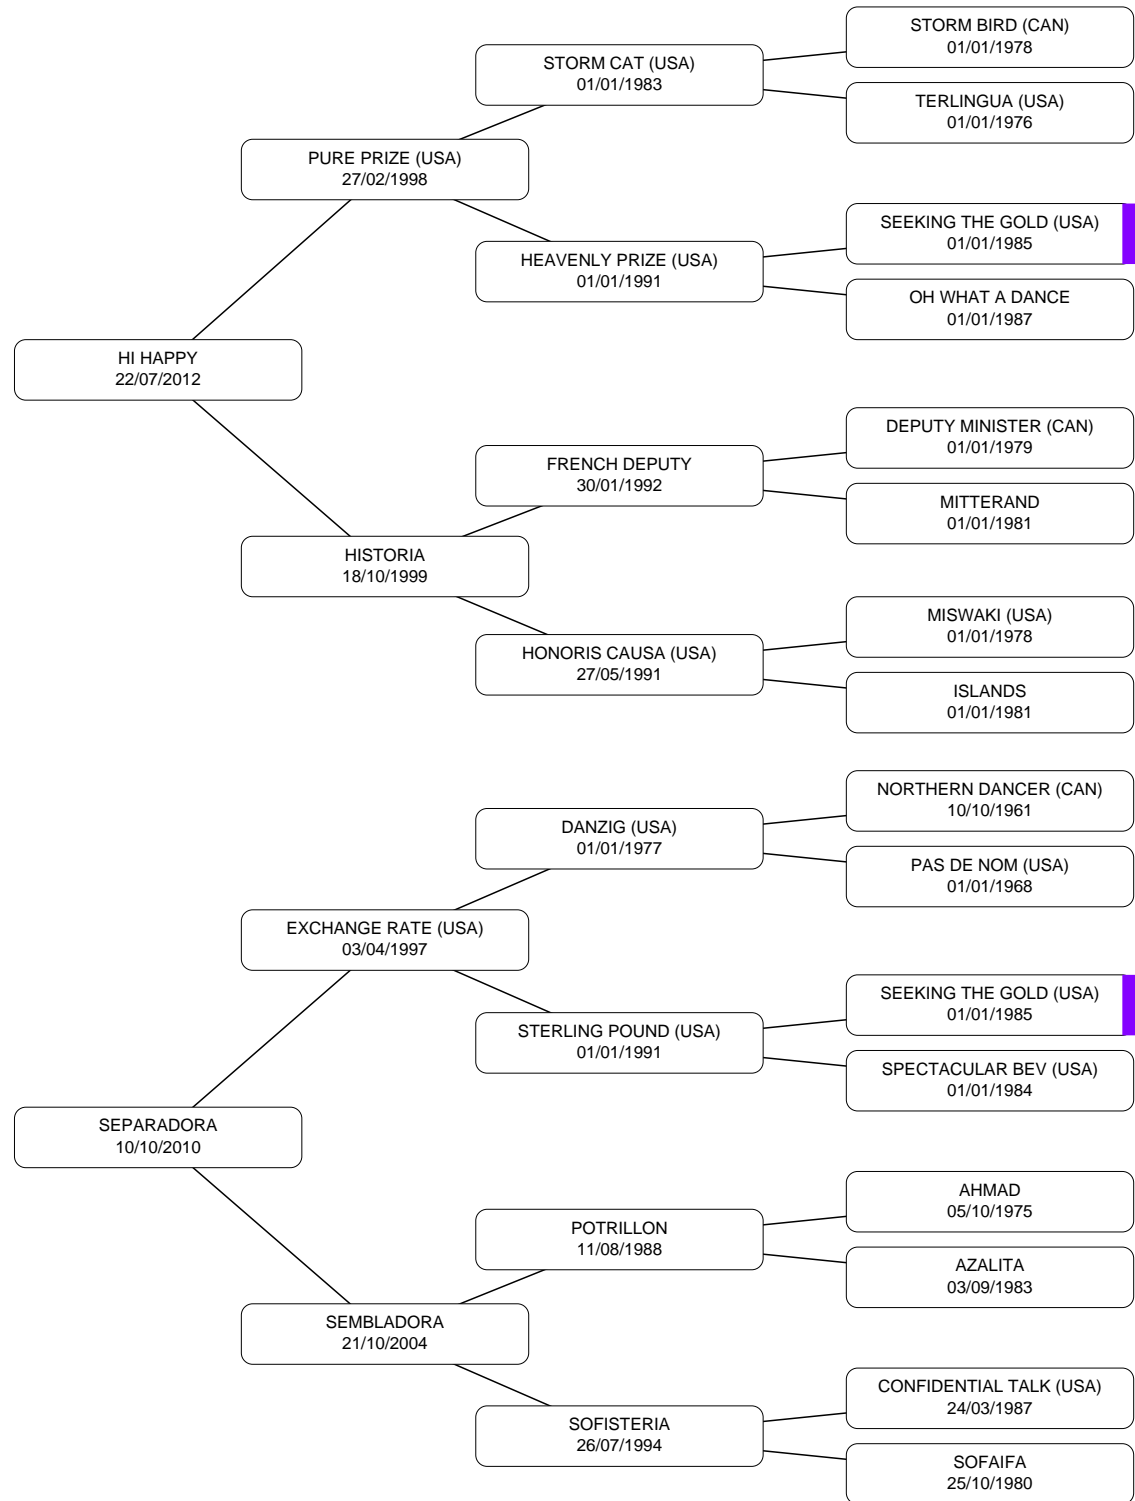 STORM BIRD (CAN)
01/01/1978
STORM CAT (USA)
01/01/1983
TERLINGUA (USA)
01/01/1976
PURE PRIZE (USA)
27/02/1998
SEEKING THE GOLD (USA)
01/01/1985
HEAVENLY PRIZE (USA)
01/01/1991
OH WHAT A DANCE
01/01/1987
HI HAPPY
22/07/2012
DEPUTY MINISTER (CAN)
01/01/1979
FRENCH DEPUTY
30/01/1992
MITTERAND
01/01/1981
HISTORIA
18/10/1999
MISWAKI (USA)
01/01/1978
HONORIS CAUSA (USA)
27/05/1991
ISLANDS
01/01/1981
NORTHERN DANCER (CAN)
10/10/1961
DANZIG (USA)
01/01/1977
PAS DE NOM (USA)
01/01/1968
EXCHANGE RATE (USA)
03/04/1997
SEEKING THE GOLD (USA)
01/01/1985
STERLING POUND (USA)
01/01/1991
SPECTACULAR BEV (USA)
01/01/1984
SEPARADORA
10/10/2010
AHMAD
05/10/1975
POTRILLON
11/08/1988
AZALITA
03/09/1983
SEMBLADORA
21/10/2004
CONFIDENTIAL TALK (USA)
24/03/1987
SOFISTERIA
26/07/1994
SOFAIFA
25/10/1980